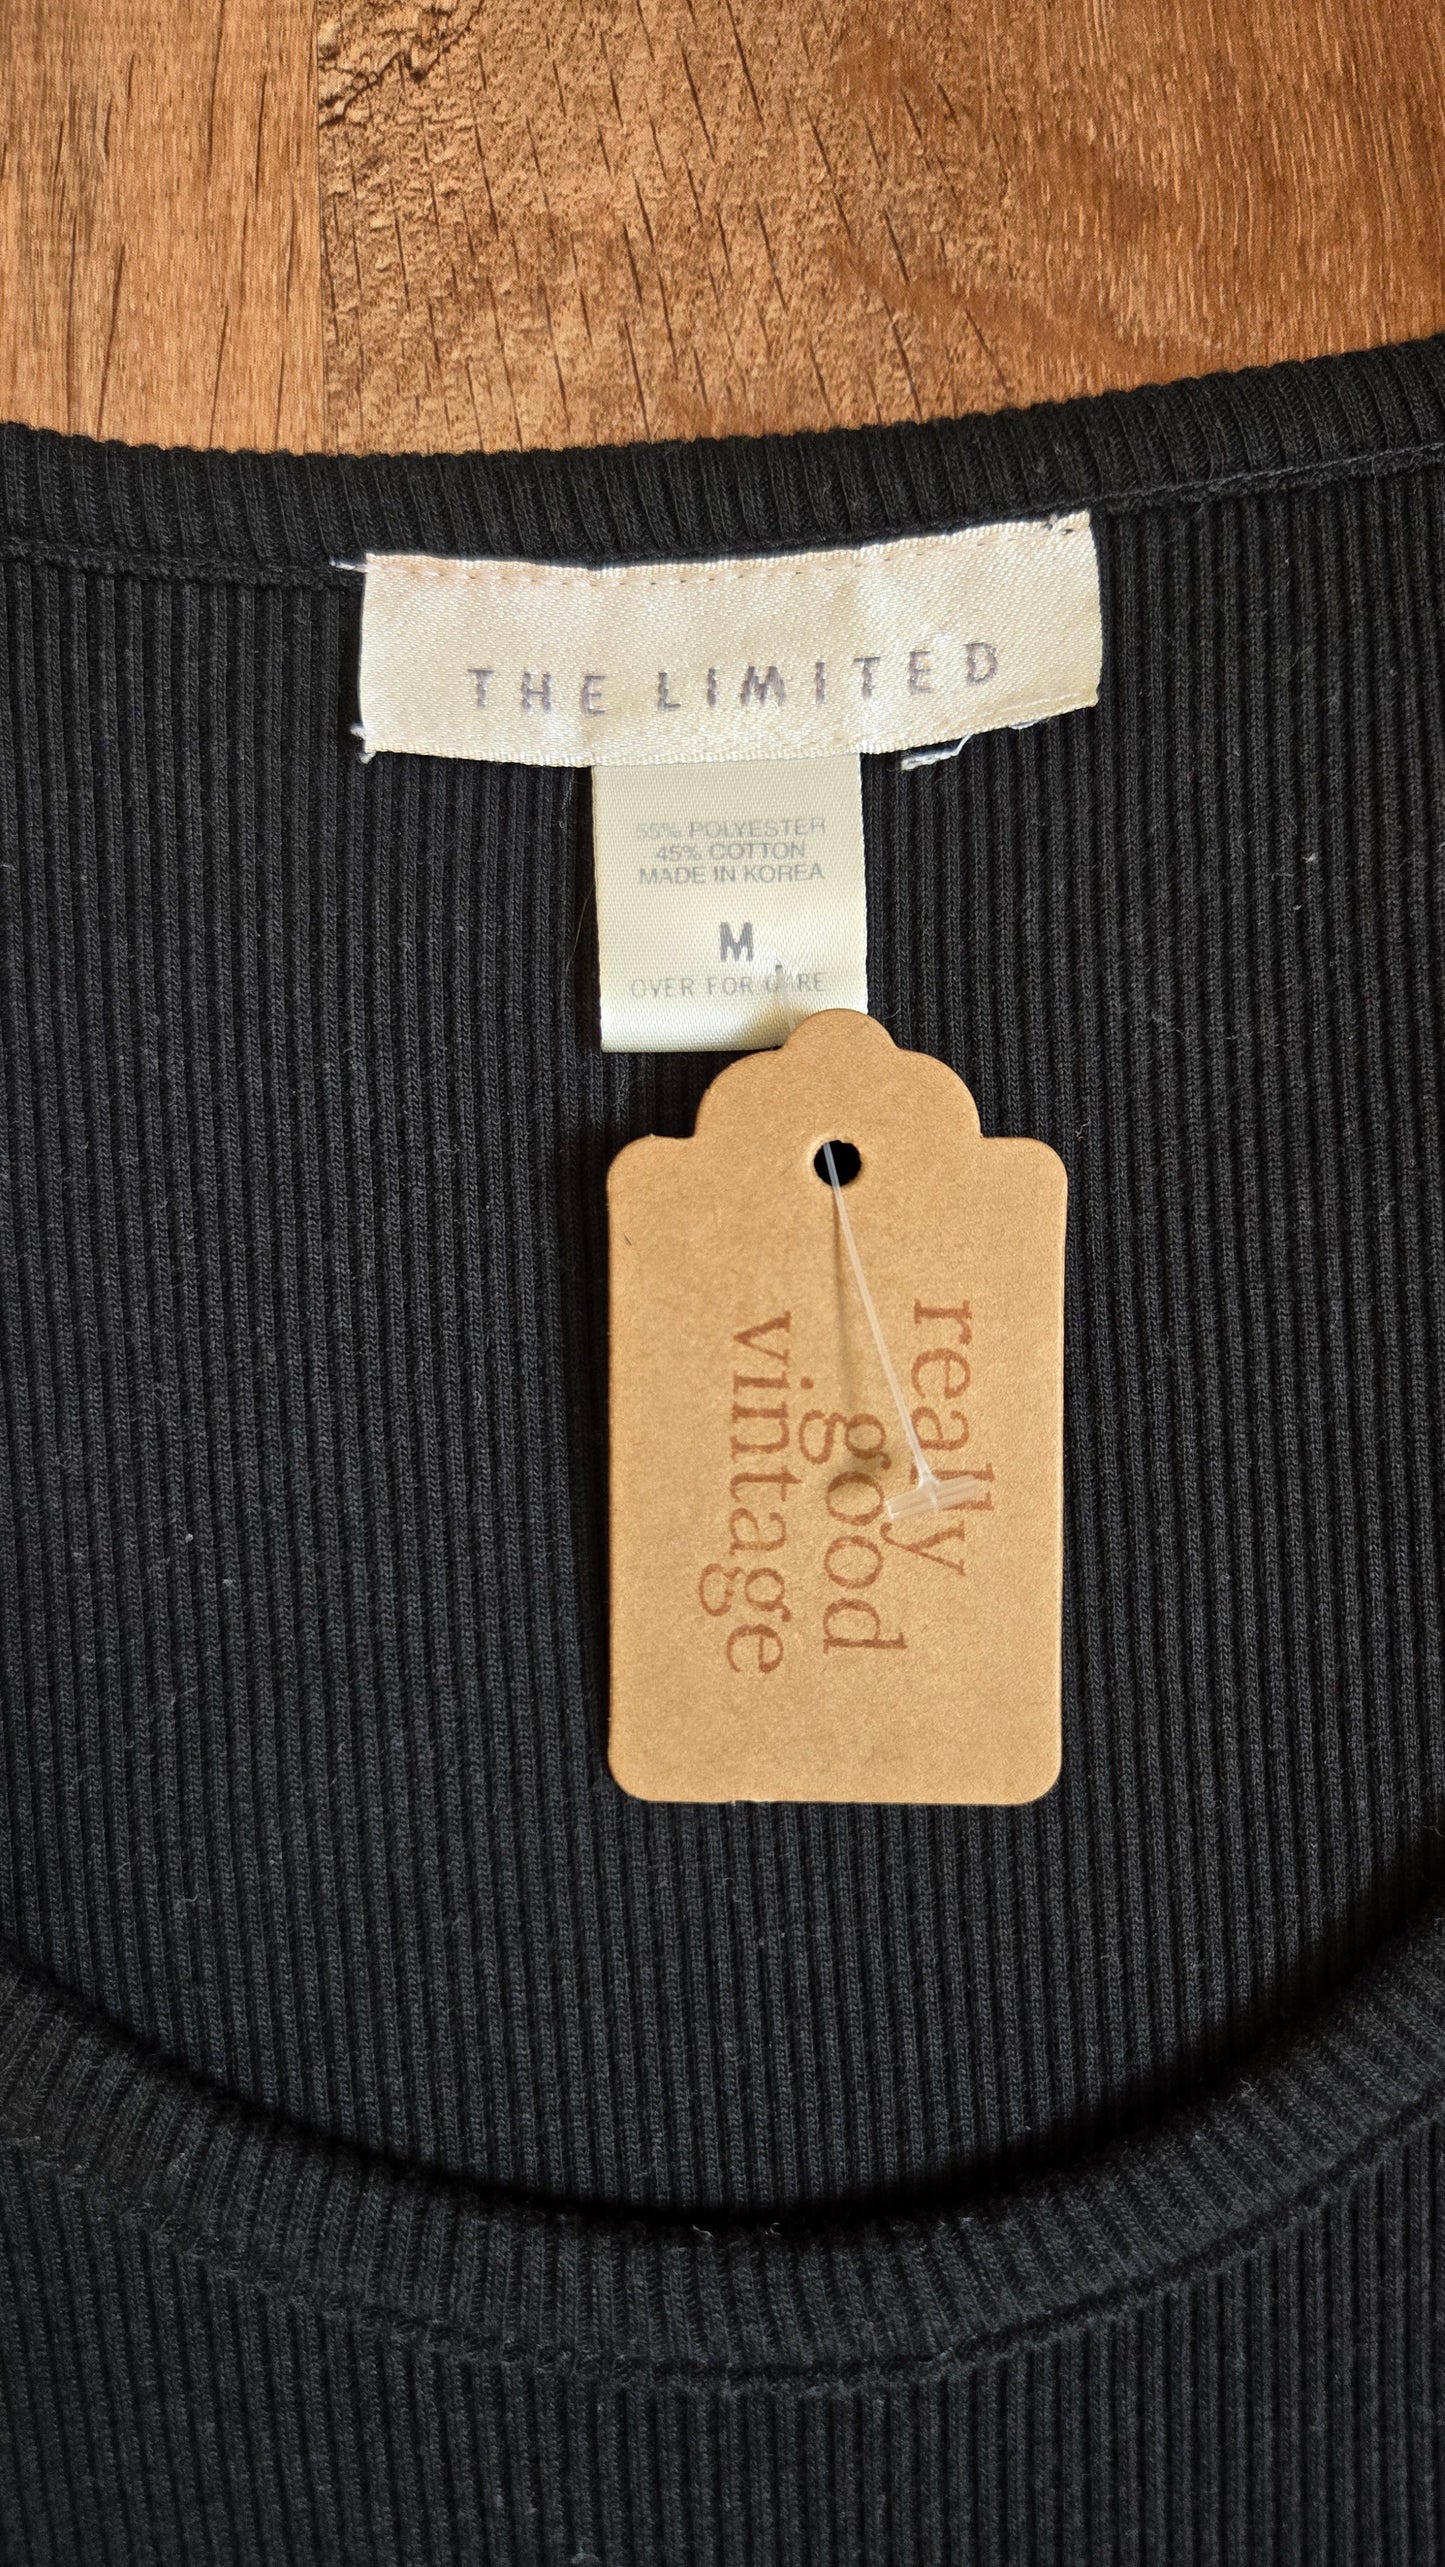 THE LIMITED
55% POLYESTER
45% COTTON
MADE IN KOREA
M
OVER FOR CARE
really
good
vintage